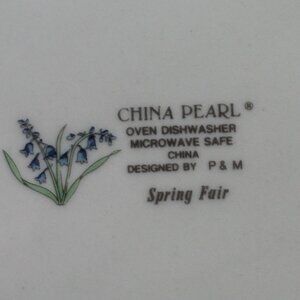 CHINA PEARL®
OVEN DISHWASHER
MICROWAVE SAFE
CHINA
DESIGNED BY P & M
Spring Fair